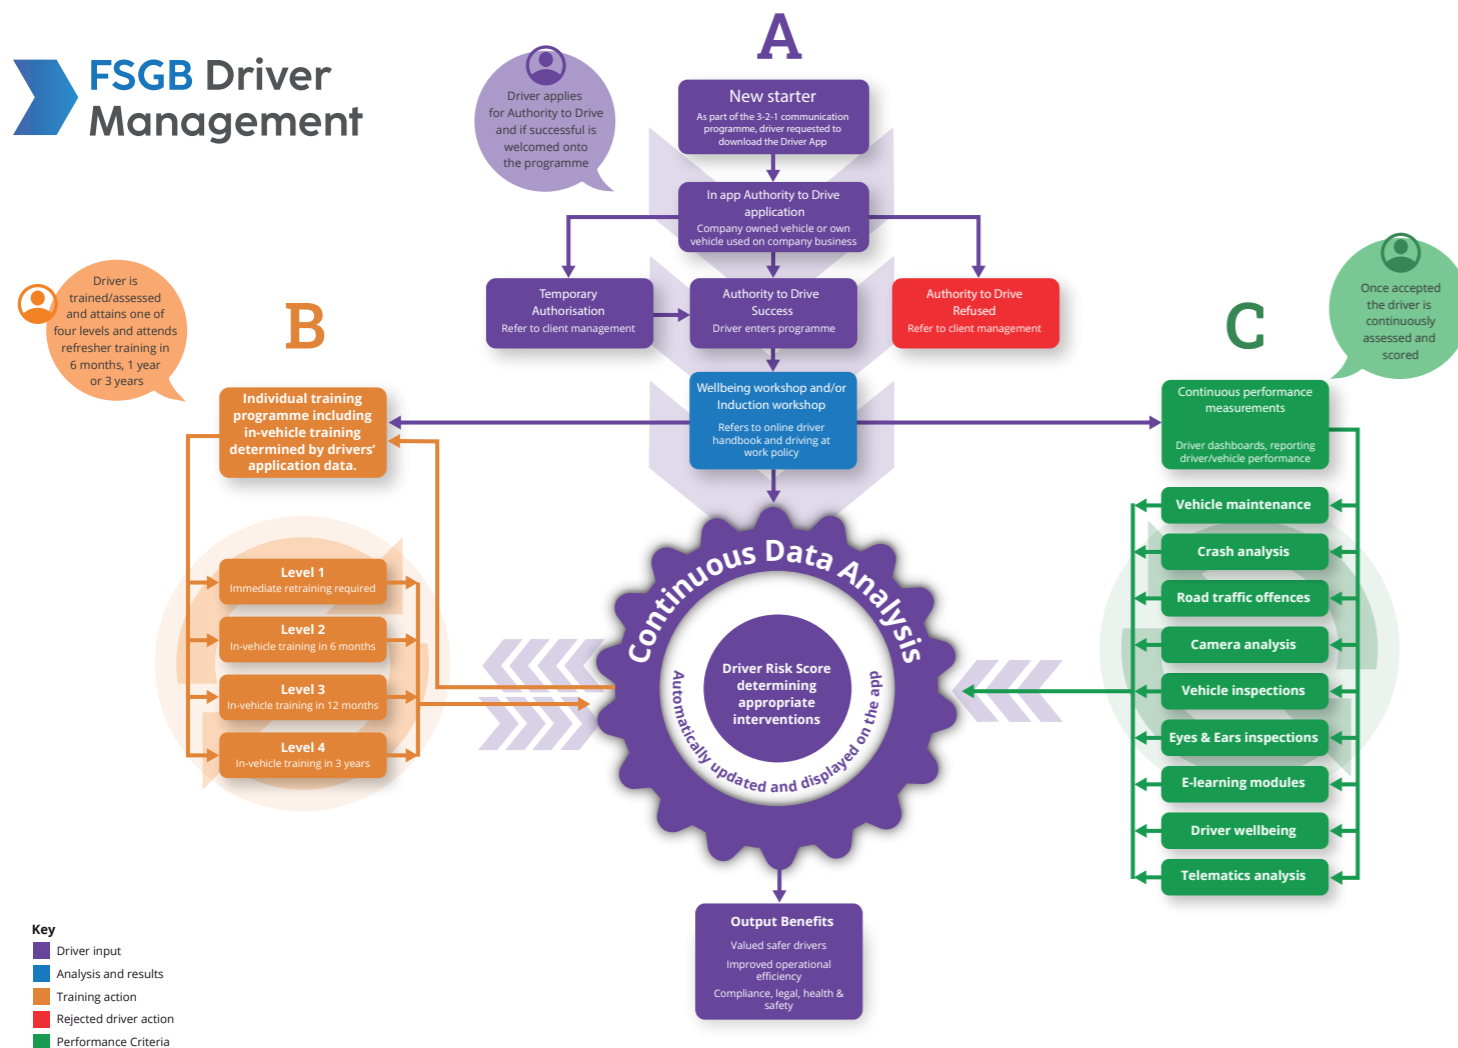 FSGB Driver
Management
A
Driver applies
for Authority to Drive
and if successful is
welcomed onto
the programme
New starter
As part of the 3-2-1 communication
programme, driver requested to
download the Driver App
In app Authority to Drive
application
Company owned vehicle or own
vehicle used on company business
Temporary
Authorisation
Refer to client management
Authority to Drive
Success
Driver enters programme
Authority to Drive
Refused
Refer to client management
Wellbeing workshop and/or
Induction workshop
Refers to online driver
handbook and driving at
work policy
B
Driver is
trained/assessed
and attains one of
four levels and attends
refresher training in
6 months, 1 year
or 3 years
Individual training
programme including
in-vehicle training
determined by drivers'
application data.
Level 1
Immediate retraining required
Level 2
In-vehicle training in 6 months
Level 3
In-vehicle training in 12 months
Level 4
In-vehicle training in 3 years
Continuous Data Analysis
Driver Risk Score
determining
appropriate
interventions
Automatically updated and displayed on the app
C
Once accepted
the driver is
continuously
assessed and
scored
Continuous performance
measurements
Driver dashboards, reporting
driver/vehicle performance
Vehicle maintenance
Crash analysis
Road traffic offences
Camera analysis
Vehicle inspections
Eyes & Ears inspections
E-learning modules
Driver wellbeing
Telematics analysis
Output Benefits
Valued safer drivers
Improved operational
efficiency
Compliance, legal, health &
safety
Key
Driver input
Analysis and results
Training action
Rejected driver action
Performance Criteria